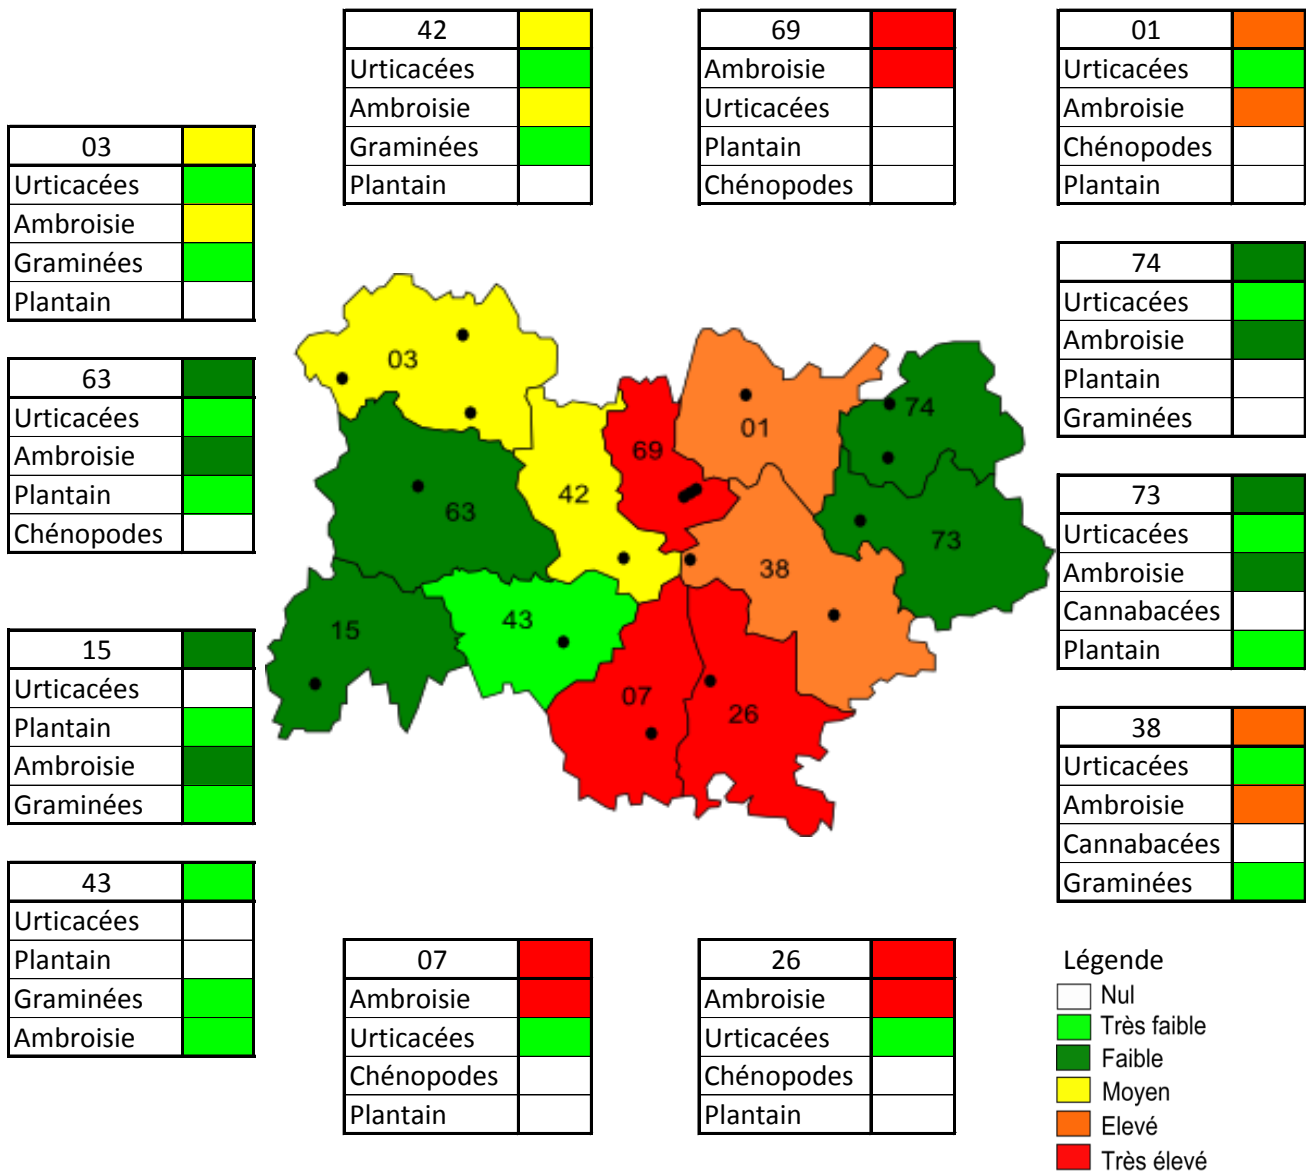 42
Urticacées
Ambroisie
Graminées
Plantain
69
Ambroisie
Urticacées
Plantain
Chénopodes
01
Urticacées
Ambroisie
Chénopodes
Plantain
03
Urticacées
Ambroisie
Graminées
Plantain
74
Urticacées
Ambroisie
Plantain
Graminées
63
Urticacées
Ambroisie
Plantain
Chénopodes
03
74
01
69
42
63
73
38
43
15
07
26
73
Urticacées
Ambroisie
Cannabacées
Plantain
15
Urticacées
Plantain
Ambroisie
Graminées
38
Urticacées
Ambroisie
Cannabacées
Graminées
43
Urticacées
Plantain
Graminées
Ambroisie
07
Ambroisie
Urticacées
Chénopodes
Plantain
26
Ambroisie
Urticacées
Chénopodes
Plantain
Légende
Nul
Très faible
Faible
Moyen
Elevé
Très élevé